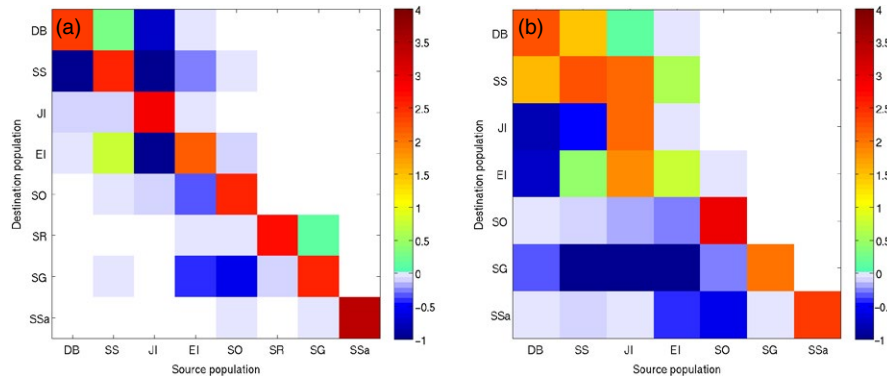 (a)
DB
SS
JI
EI
SO
SR
SG
SSa
Destination population
DB SS JI EI SO SR SG SSa
Source population
4
3.5
3
2.5
2
1.5
1
0.5
0
-0.5
-1
(b)
DB
SS
JI
EI
SO
SG
SSa
Destination population
DB SS JI EI SO SG SSa
Source population
4
3.5
3
2.5
2
1.5
1
0.5
0
-0.5
-1